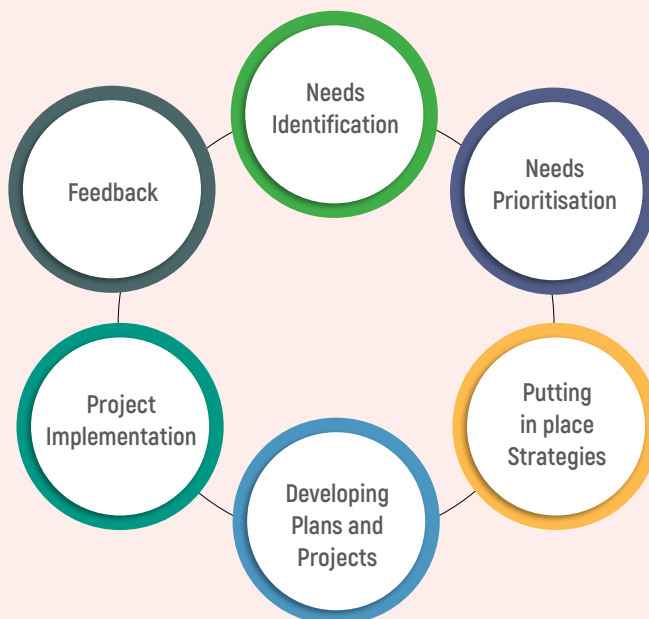 Needs
Identification
Needs
Prioritisation
Putting
in place
Strategies
Developing
Plans and
Projects
Project
Implementation
Feedback